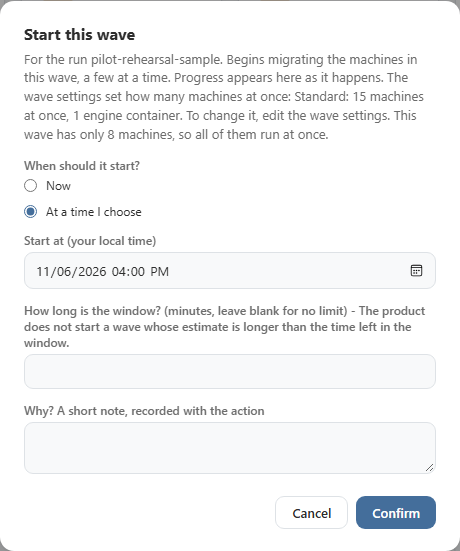 Start this wave
For the run pilot-rehearsal-sample. Begins migrating the machines in
this wave, a few at a time. Progress appears here as it happens. The
wave settings set how many machines at once: Standard: 15 machines
at once, 1 engine container. To change it, edit the wave settings. This
wave has only 8 machines, so all of them run at once.
When should it start?
Now
At a time I choose
Start at (your local time)
11/06/2026 04:00 PM
How long is the window? (minutes, leave blank for no limit) - The product
does not start a wave whose estimate is longer than the time left in the
window.
Why? A short note, recorded with the action
Cancel
Confirm